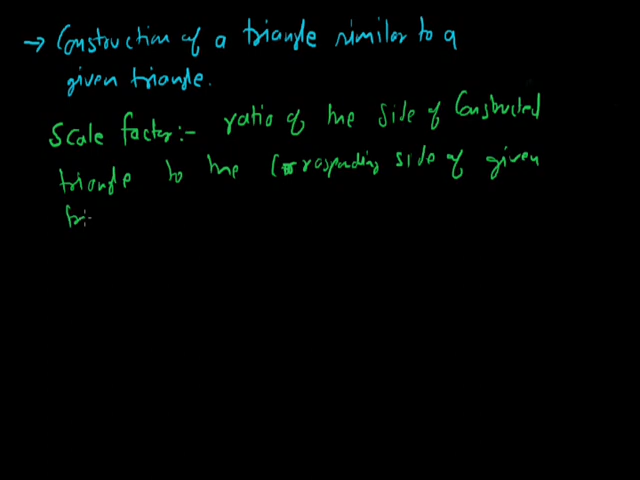 → Construction of a triangle similar to a
given triangle.
Scale factor:- ratio of the side of Constructed
triangle to the Corrosponding side of given
tri